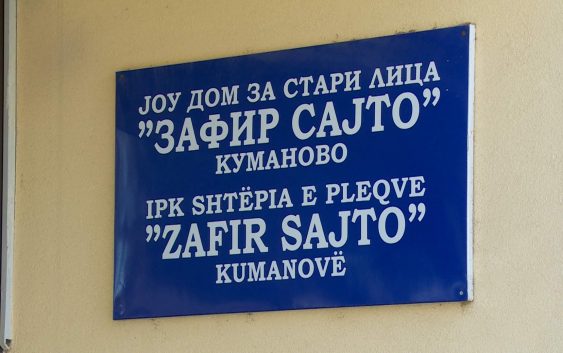 ЈОУ ДОМ ЗА СТАРИ ЛИЦА
”ЗАФИР САЈТО”
КУМАНОВО
IPK SHTËPIA E PLEQVE
”ZAFIR SAJTO”
KUMANOVË